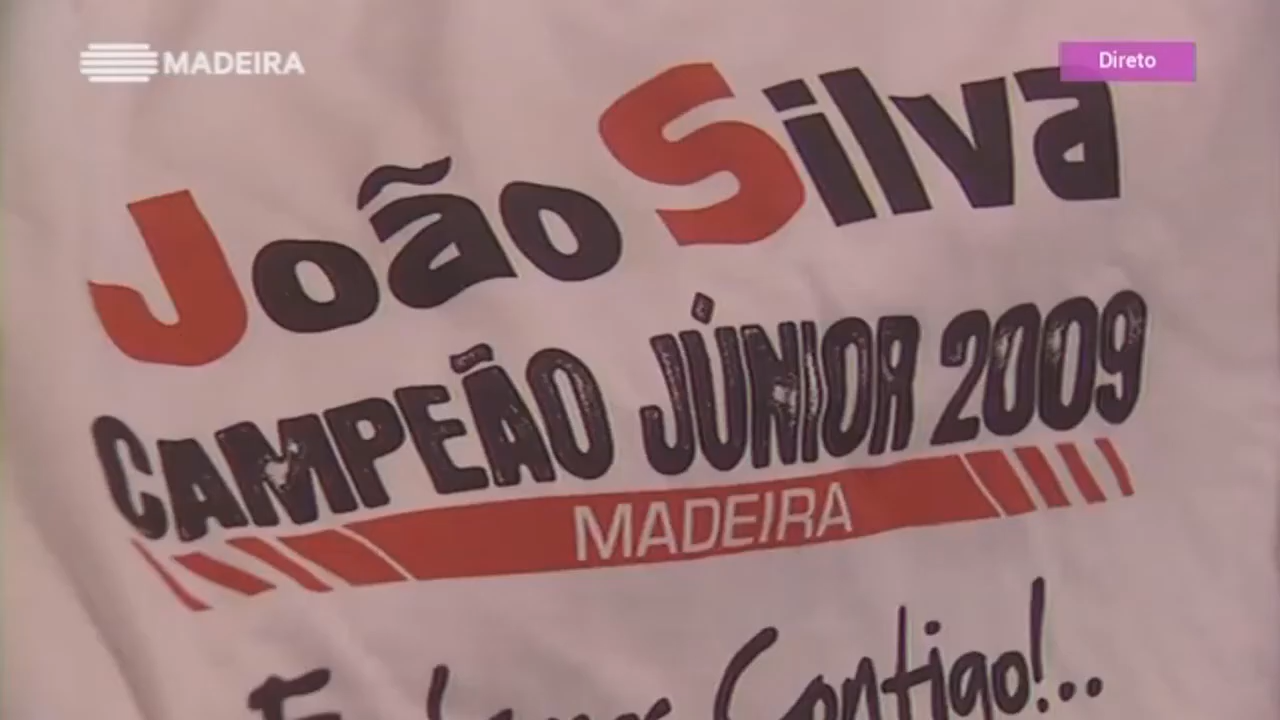 MADEIRA
Direto
João Silva
CAMPEÃO JÚNIOR 2009
MADEIRA
Contigo!..